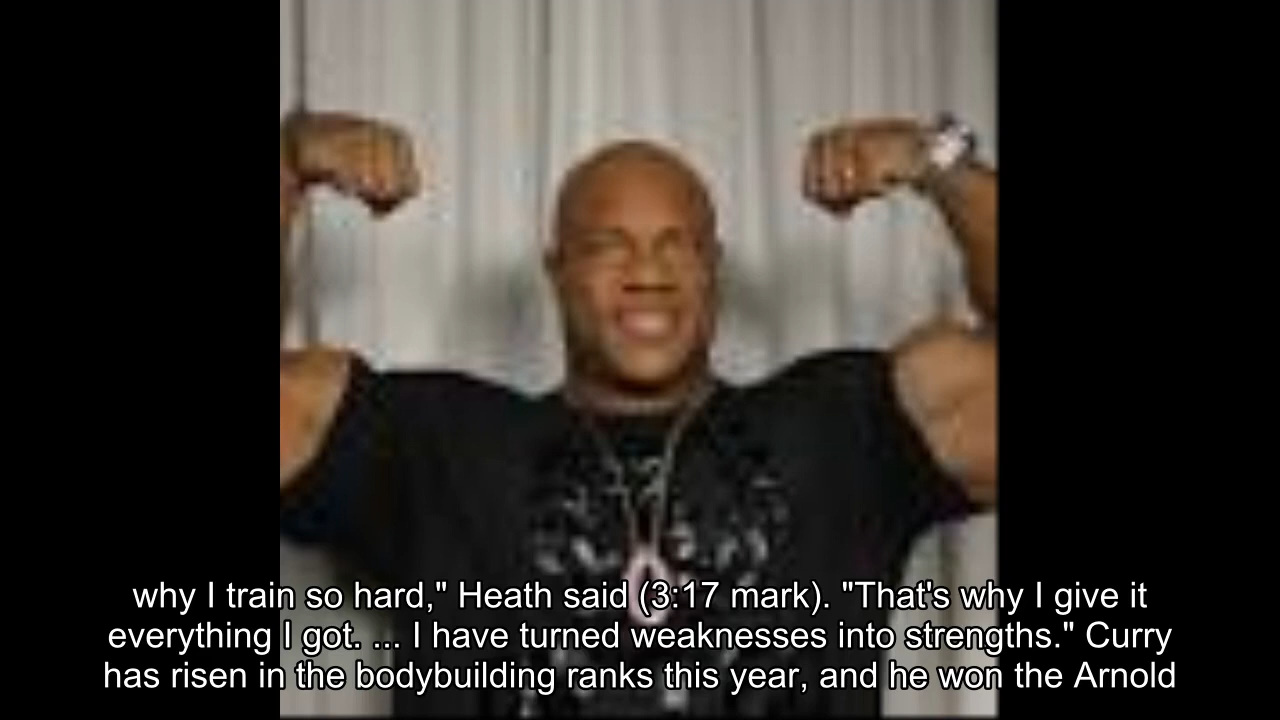 why I train so hard," Heath said (3:17 mark). "That's why I give it
everything I got. ... I have turned weaknesses into strengths." Curry
has risen in the bodybuilding ranks this year, and he won the Arnold